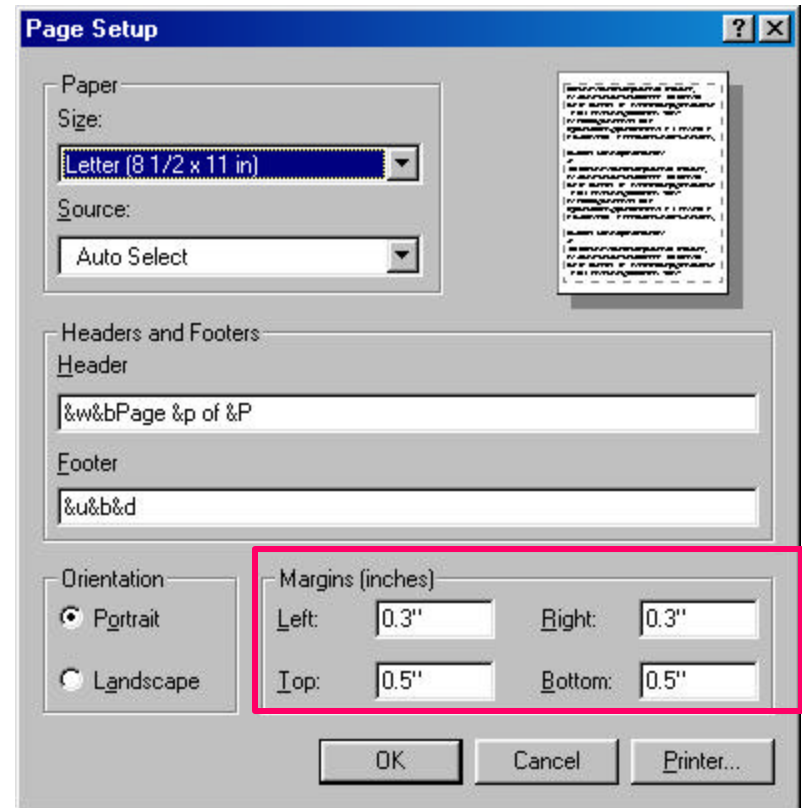 Page Setup
Paper
Size:
Letter (8 1/2 x 11 in)
Source:
Auto Select
Headers and Footers
Header
&w&bPage &p of &P
Footer
&u&b&d
Orientation
Portrait
Landscape
Margins (inches)
Left: 0.3" Right: 0.3"
Top: 0.5" Bottom: 0.5"
OK Cancel Printer...